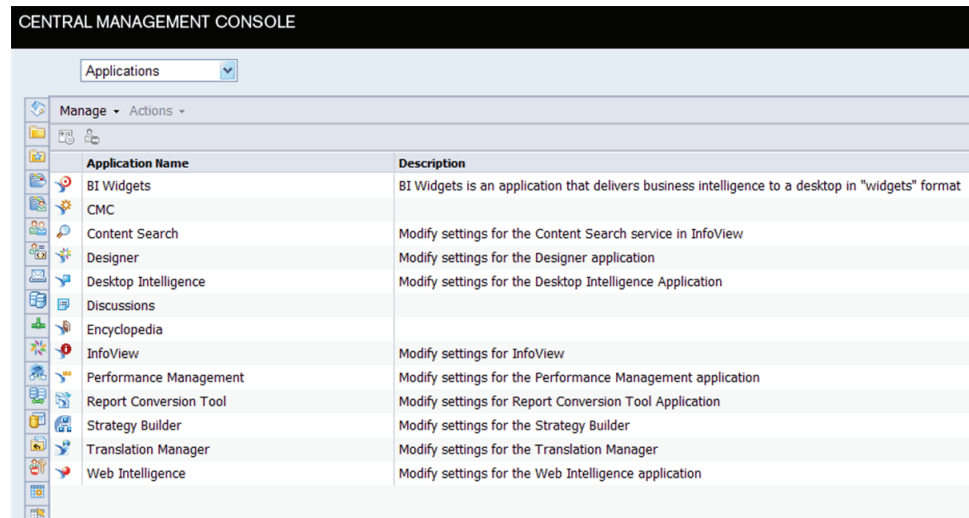 CENTRAL MANAGEMENT CONSOLE
Applications
Manage Actions
Application Name Description
BI Widgets BI Widgets is an application that delivers business intelligence to a desktop in "widgets" format
CMC
Content Search Modify settings for the Content Search service in InfoView
Designer Modify settings for the Designer application
Desktop Intelligence Modify settings for the Desktop Intelligence Application
Discussions
Encyclopedia
InfoView Modify settings for InfoView
Performance Management Modify settings for the Performance Management application
Report Conversion Tool Modify settings for Report Conversion Tool Application
Strategy Builder Modify settings for the Strategy Builder
Translation Manager Modify settings for the Translation Manager
Web Intelligence Modify settings for the Web Intelligence application